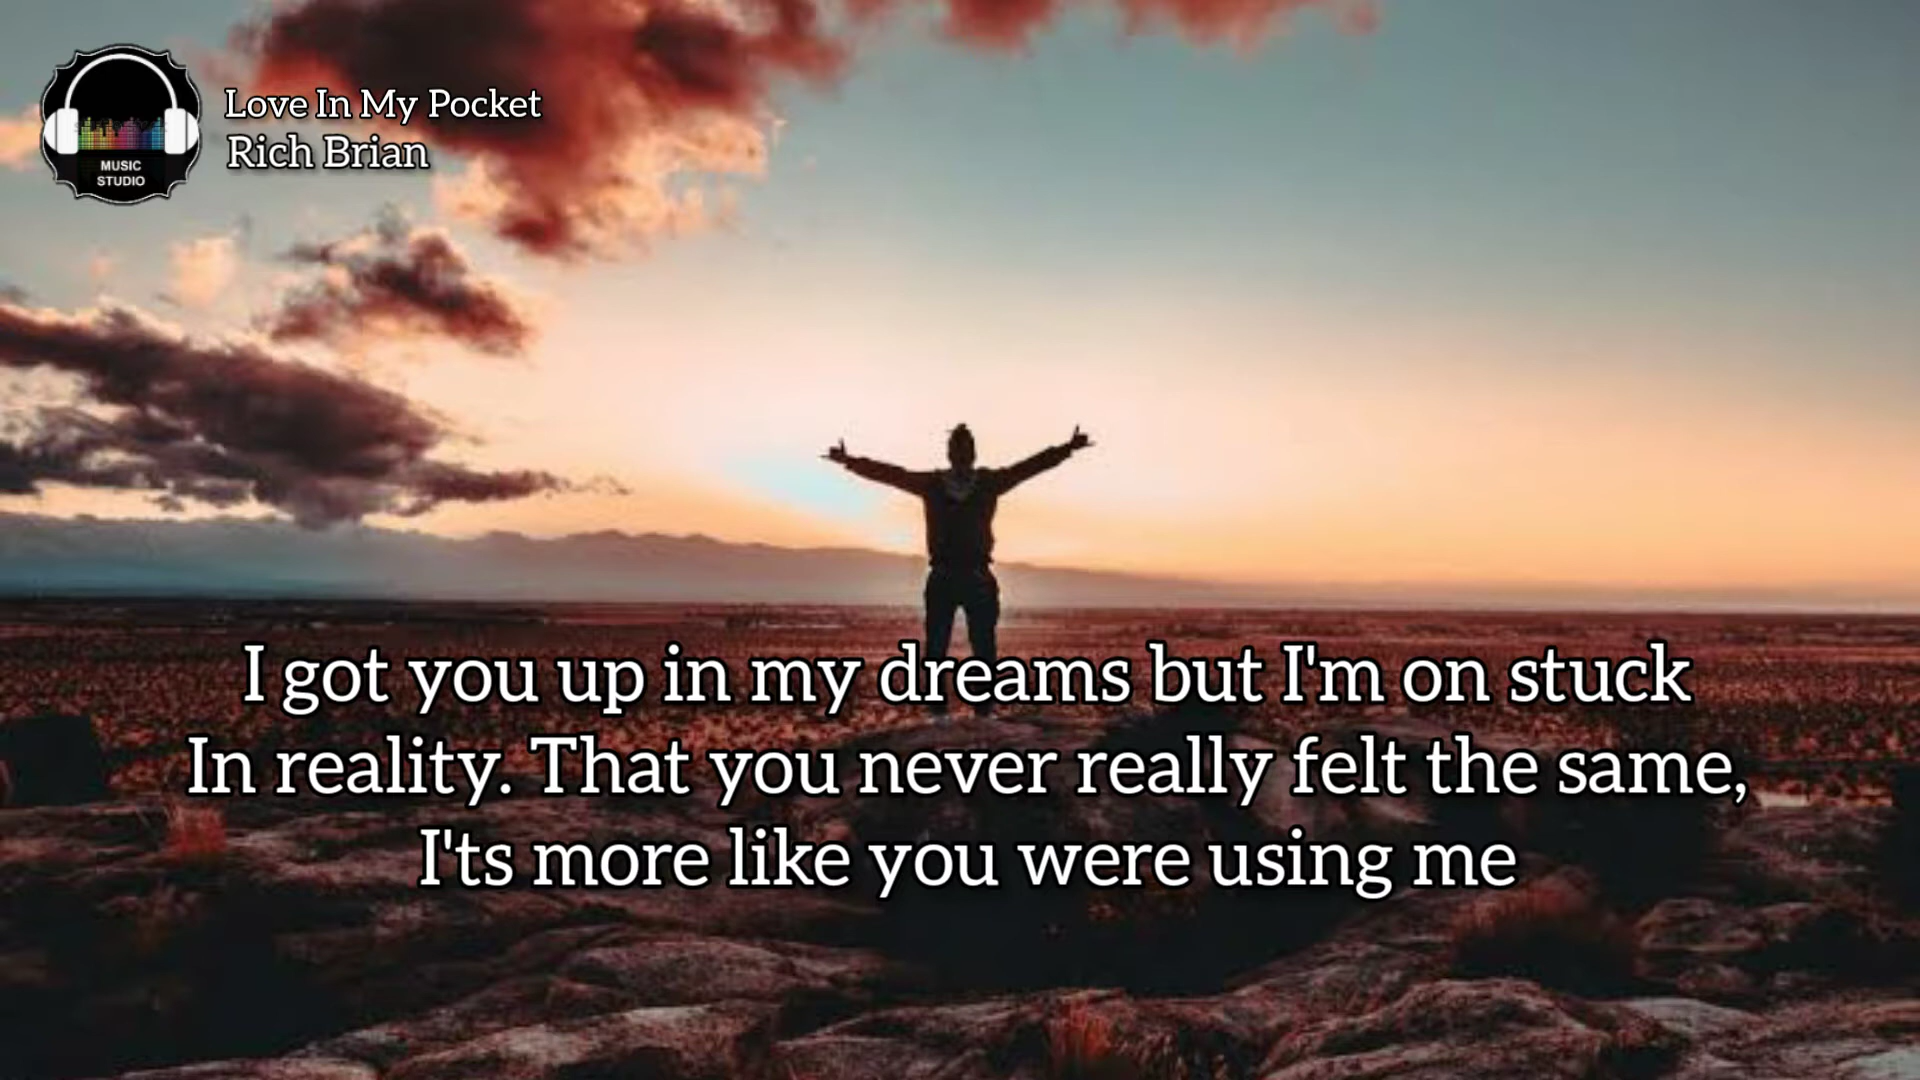 Love In My Pocket
Rich Brian
MUSIC
STUDIO
I got you up in my dreams but I'm on stuck
In reality. That you never really felt the same,
I'ts more like you were using me